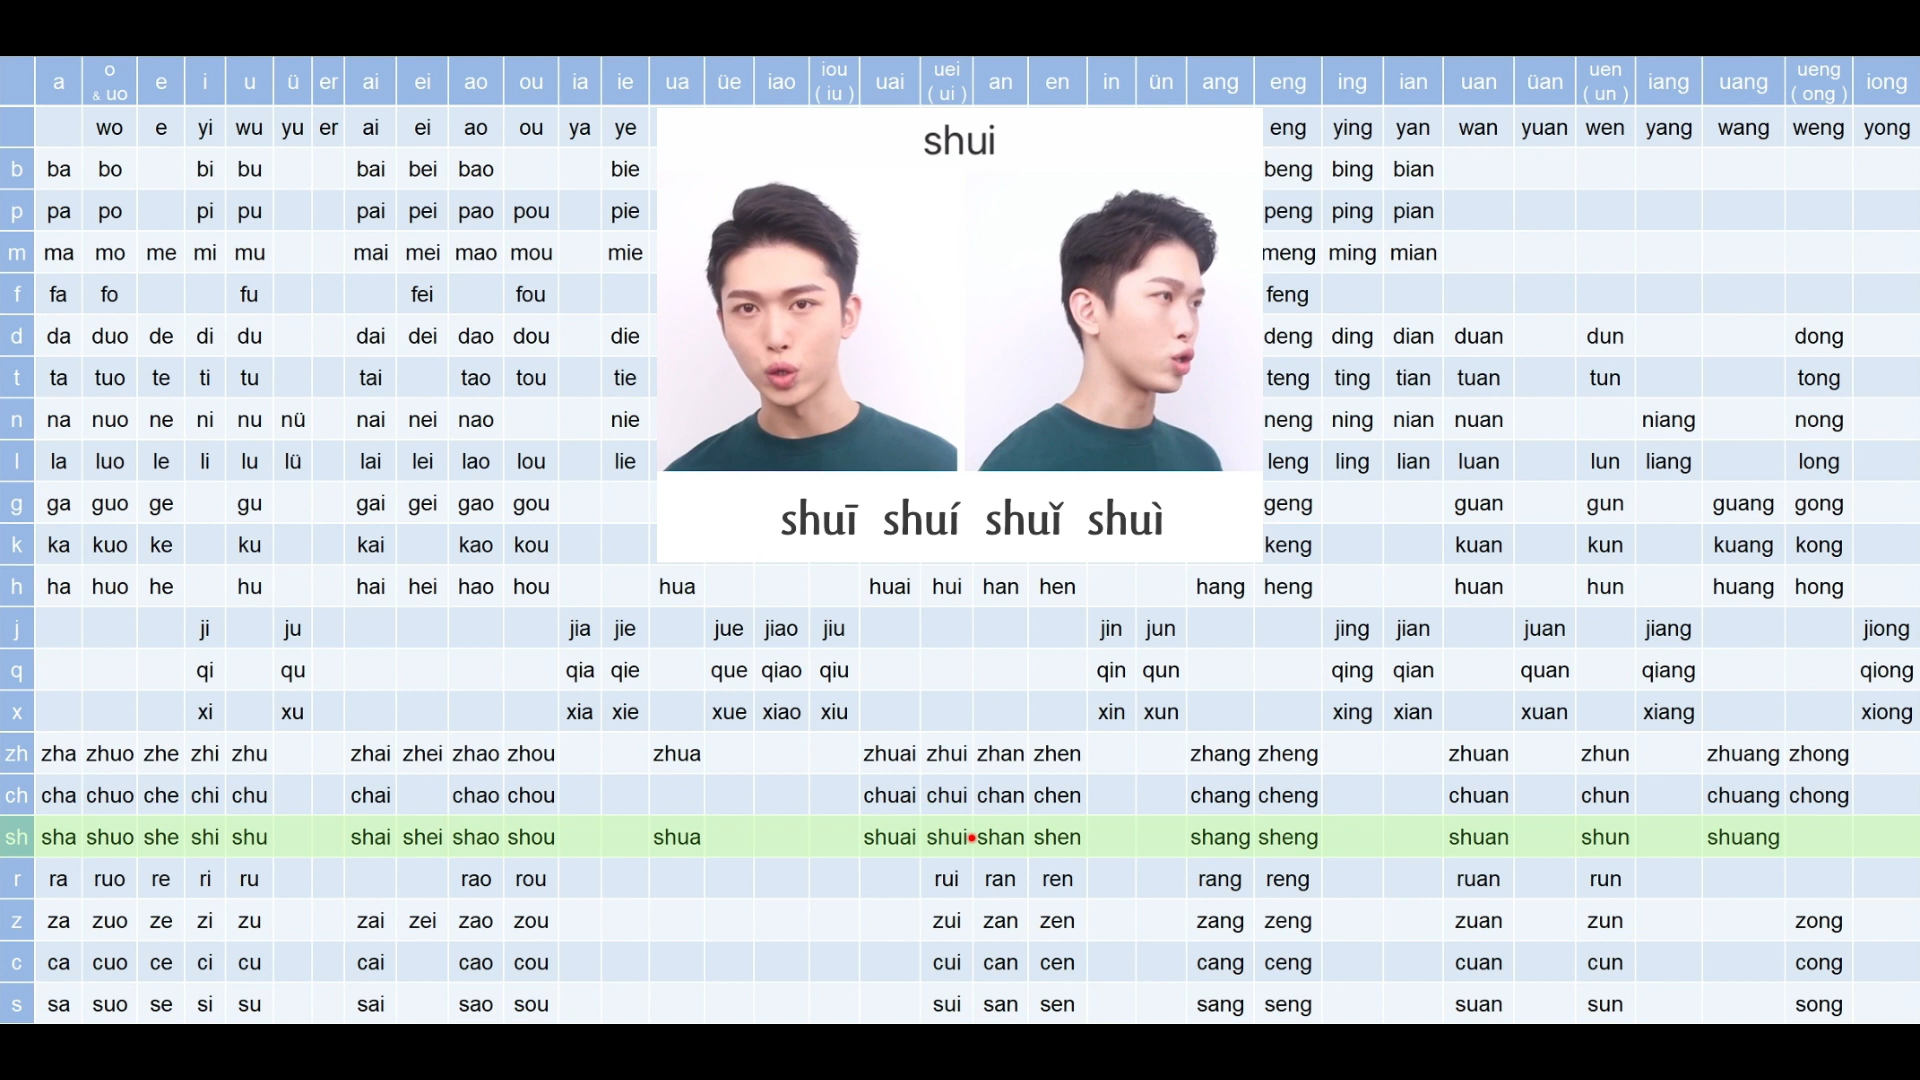 a o & uo e i u ü er ai ei ao ou ia ie ua üe iao iou ( iu ) uai uei ( ui ) an en in ün ang eng ing ian uan üan uen ( un ) iang uang ueng ( ong ) iong
wo e yi wu yu er ai ei ao ou ya ye eng ying yan wan yuan wen yang wang weng yong
shui
b ba bo bi bu bai bei bao bie beng bing bian
p pa po pi pu pai pei pao pou pie peng ping pian
m ma mo me mi mu mai mei mao mou mie meng ming mian
f fa fo fu fei fou feng
d da duo de di du dai dei dao dou die deng ding dian duan dun dong
t ta tuo te ti tu tai tao tou tie teng ting tian tuan tun tong
n na nuo ne ni nu nü nai nei nao nie neng ning nian nuan niang nong
l la luo le li lu lü lai lei lao lou lie leng ling lian luan lun liang long
g ga guo ge gu gai gei gao gou geng guan gun guang gong
shuī shuí shuǐ shuì
k ka kuo ke ku kai kao kou keng kuan kun kuang kong
h ha huo he hu hai hei hao hou hua huai hui han hen hang heng huan hun huang hong
j ji ju jia jie jue jiao jiu jin jun jing jian juan jiang jiong
q qi qu qia qie que qiao qiu qin qun qing qian quan qiang qiong
x xi xu xia xie xue xiao xiu xin xun xing xian xuan xiang xiong
zh zha zhuo zhe zhi zhu zhai zhei zhao zhou zhua zhuai zhui zhan zhen zhang zheng zhuan zhun zhuang zhong
ch cha chuo che chi chu chai chao chou chuai chui chan chen chang cheng chuan chun chuang chong
sh sha shuo she shi shu shai shei shao shou shua shuai shui shan shen shang sheng shuan shun shuang
r ra ruo re ri ru rao rou rui ran ren rang reng ruan run
z za zuo ze zi zu zai zei zao zou zui zan zen zang zeng zuan zun zong
c ca cuo ce ci cu cai cao cou cui can cen cang ceng cuan cun cong
s sa suo se si su sai sao sou sui san sen sang seng suan sun song